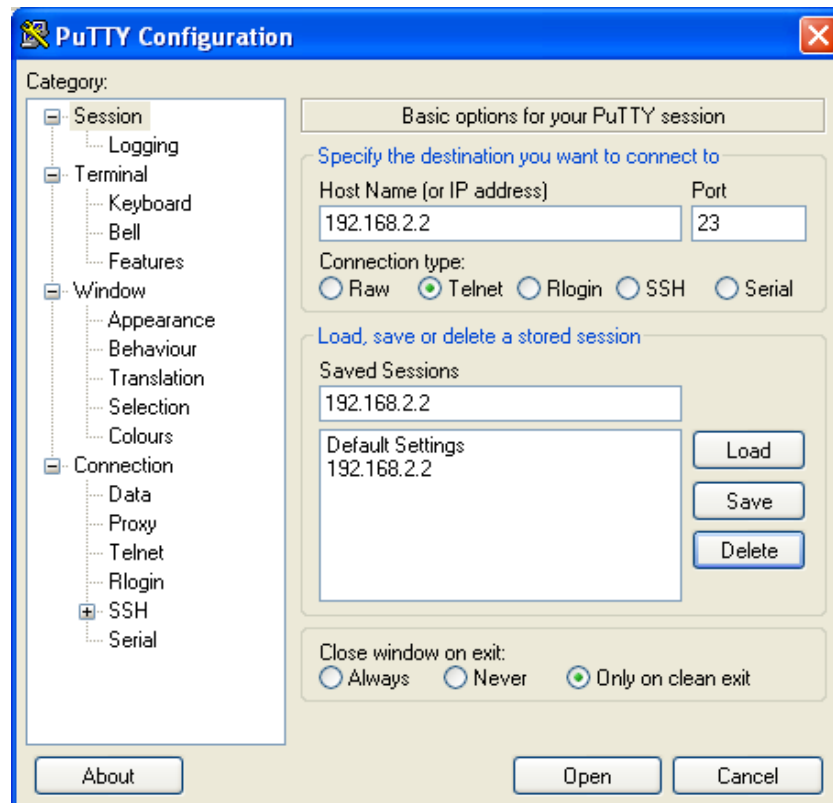 PuTTY Configuration
Category:
Session
Logging
Terminal
Keyboard
Bell
Features
Window
Appearance
Behaviour
Translation
Selection
Colours
Connection
Data
Proxy
Telnet
Rlogin
SSH
Serial
Basic options for your PuTTY session
Specify the destination you want to connect to
Host Name (or IP address) Port
192.168.2.2 23
Connection type:
Raw Telnet Rlogin SSH Serial
Load, save or delete a stored session
Saved Sessions
192.168.2.2
Default Settings
192.168.2.2
Load
Save
Delete
Close window on exit:
Always Never Only on clean exit
About Open Cancel